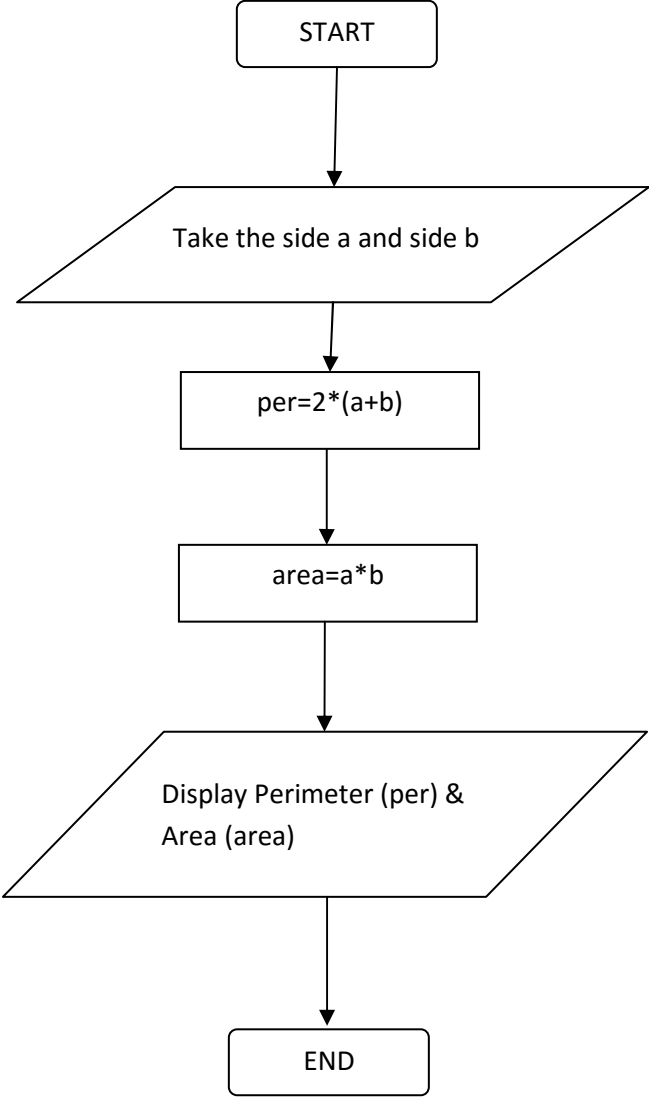 START
Take the side a and side b
per=2*(a+b)
area=a*b
Display Perimeter (per) &
Area (area)
END